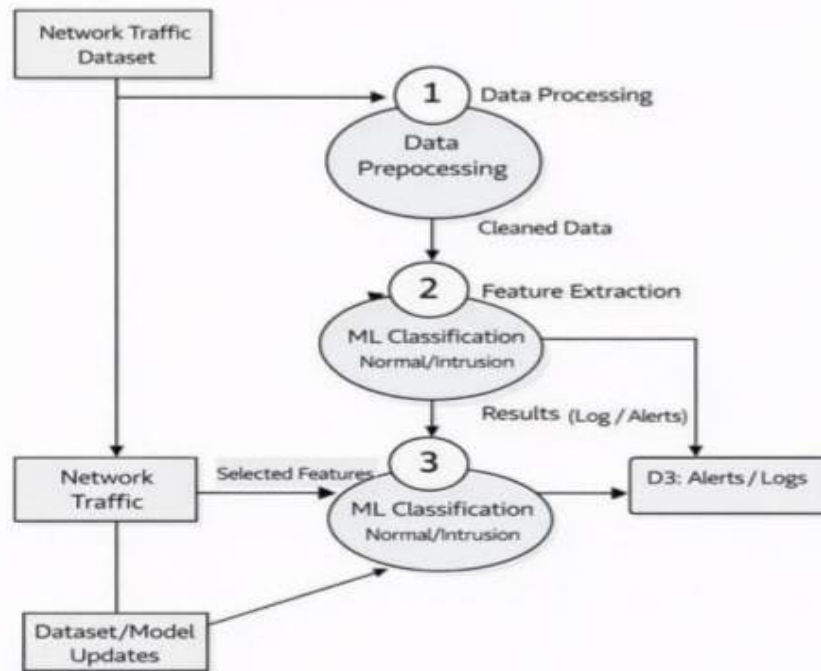 Network Traffic
Dataset
1
Data Processing
Data
Prepocessing
Cleaned Data
2
Feature Extraction
ML Classification
Normal/Intrusion
Results (Log / Alerts)
3
Network
Traffic
Selected Features
ML Classification
Normal/Intrusion
D3: Alerts / Logs
Dataset/Model
Updates